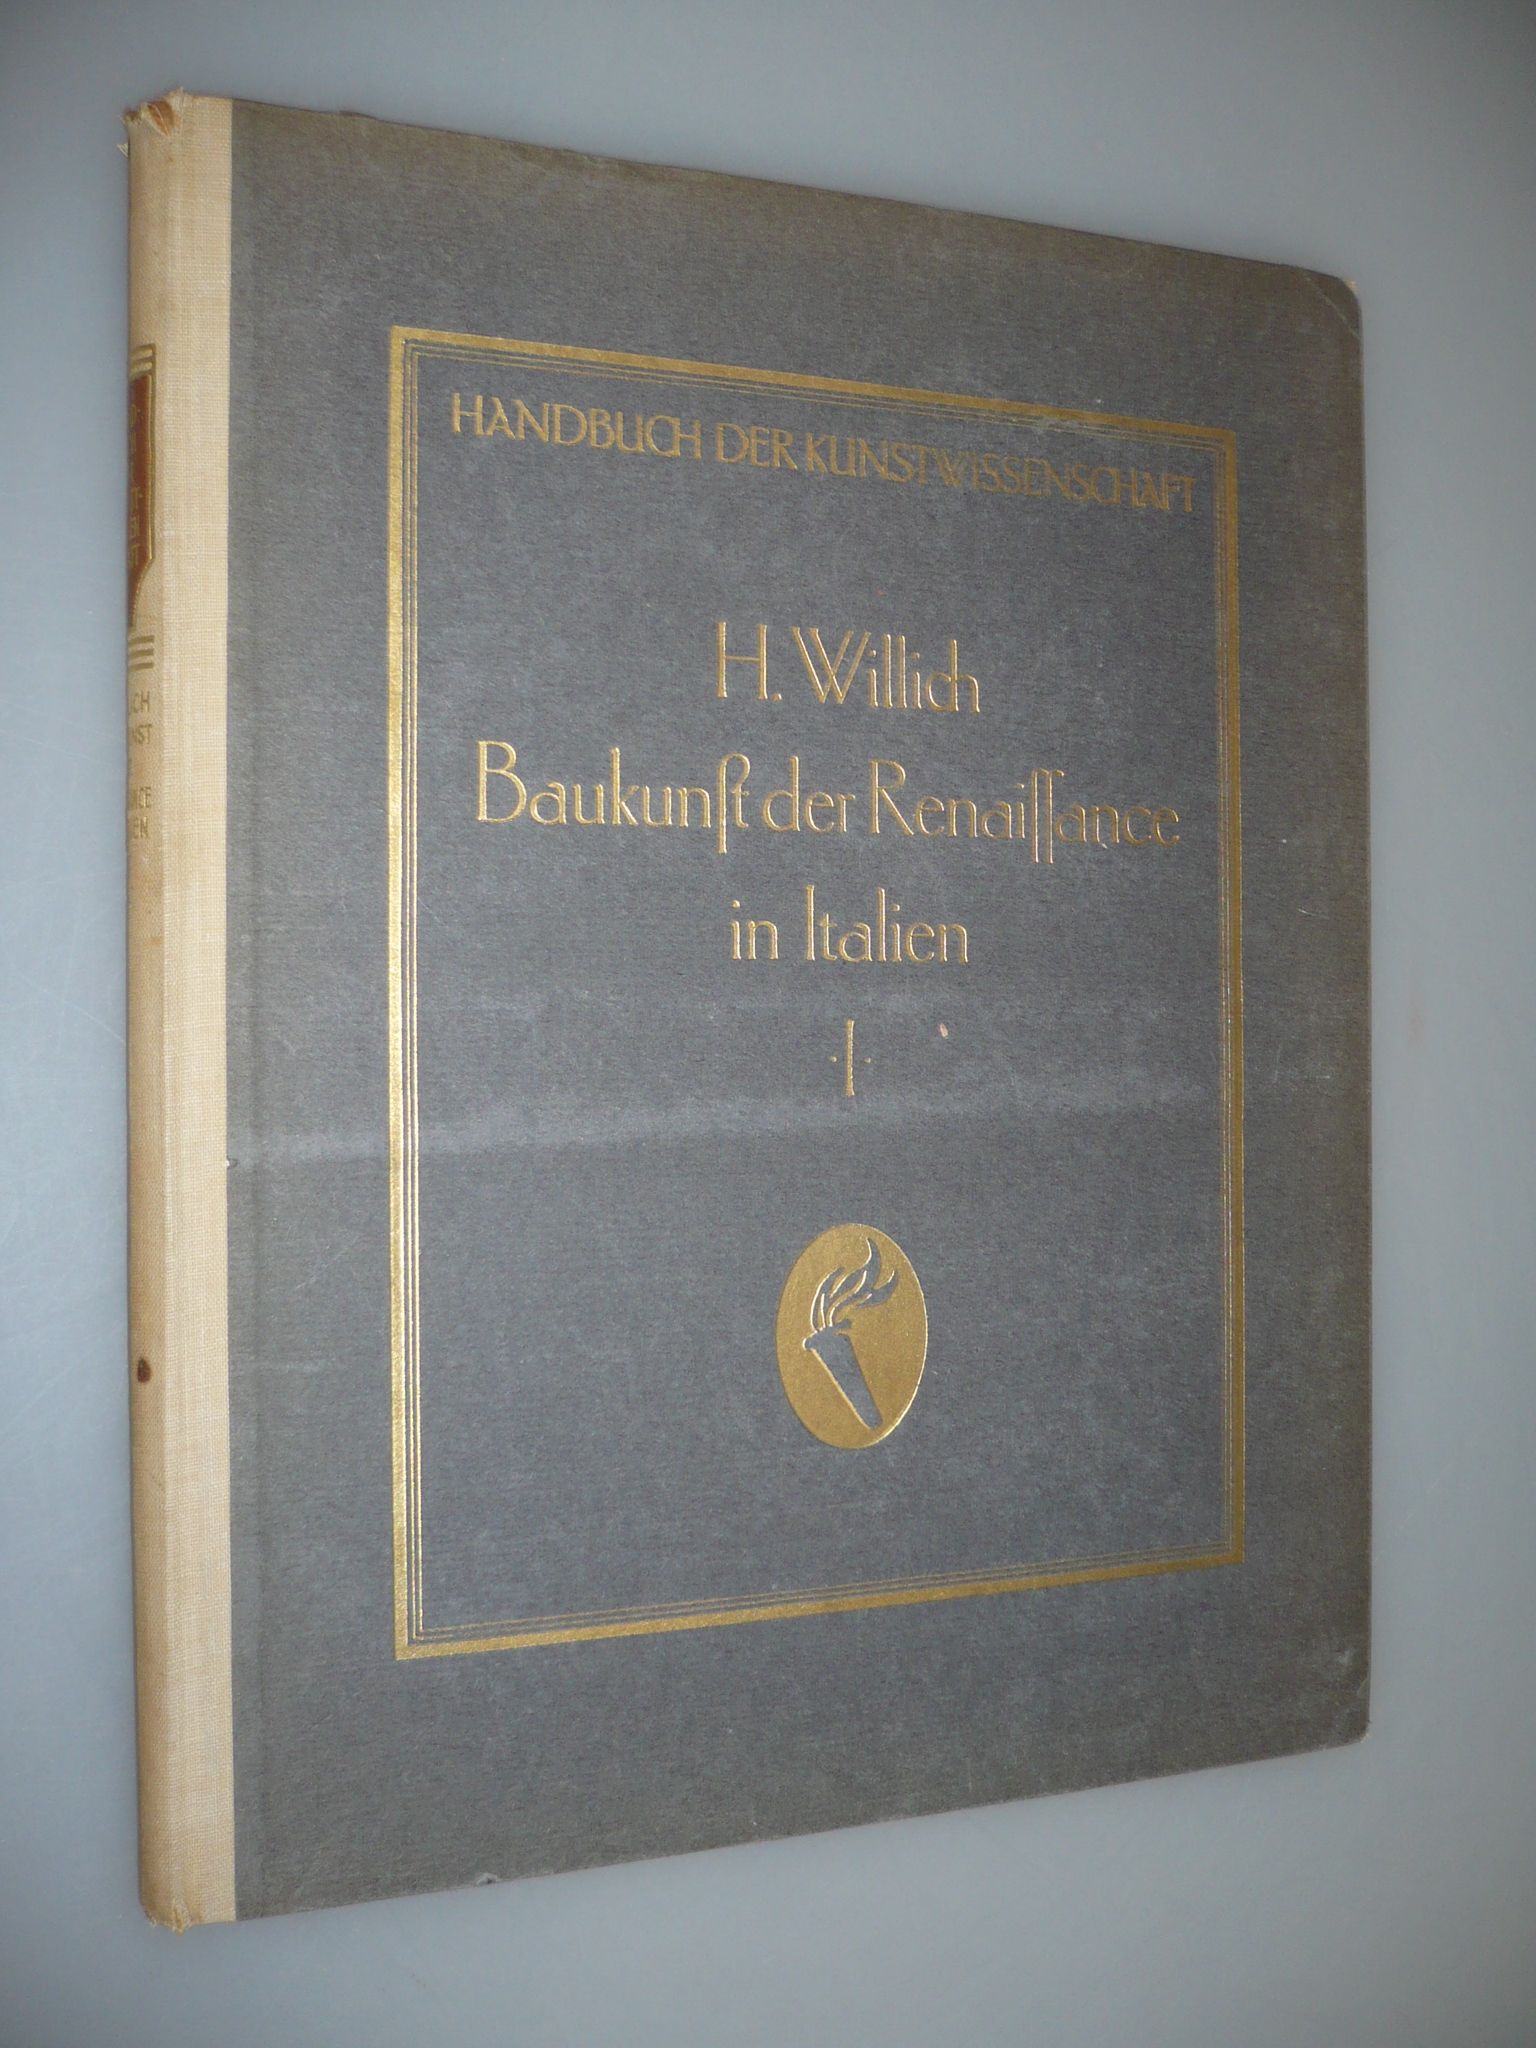 HANDBUCH DER KUNSTWISSENSCHAFT
H. Willich
Baukunſt der Renaiſſance
in Italien
·I·